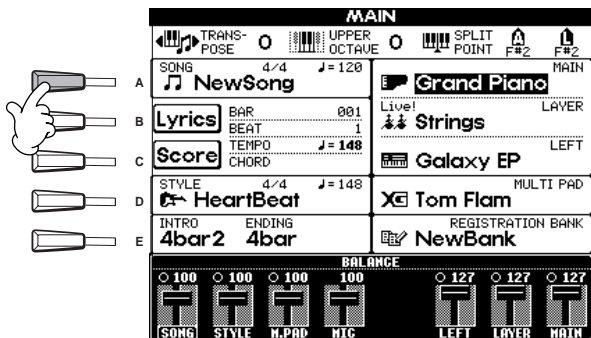 MAIN
TRANS-
POSE 0
UPPER
OCTAVE 0
SPLIT
POINT
A
F#2
L
F#2
SONG 4/4 ♩=120
NewSong
MAIN
Grand Piano
A
Lyrics
BAR 001
BEAT 1
Live! LAYER
Strings
B
Score
TEMPO ♩=148
CHORD
LEFT
Galaxy EP
C
STYLE 4/4 ♩=148
HeartBeat
MULTI PAD
XG Tom Flam
D
INTRO ENDING
4bar2 4bar
REGISTRATION BANK
NewBank
E
BALANCE
100 100 100 100 127 127 127
SONG STYLE M.PAD MIC LEFT LAYER MAIN